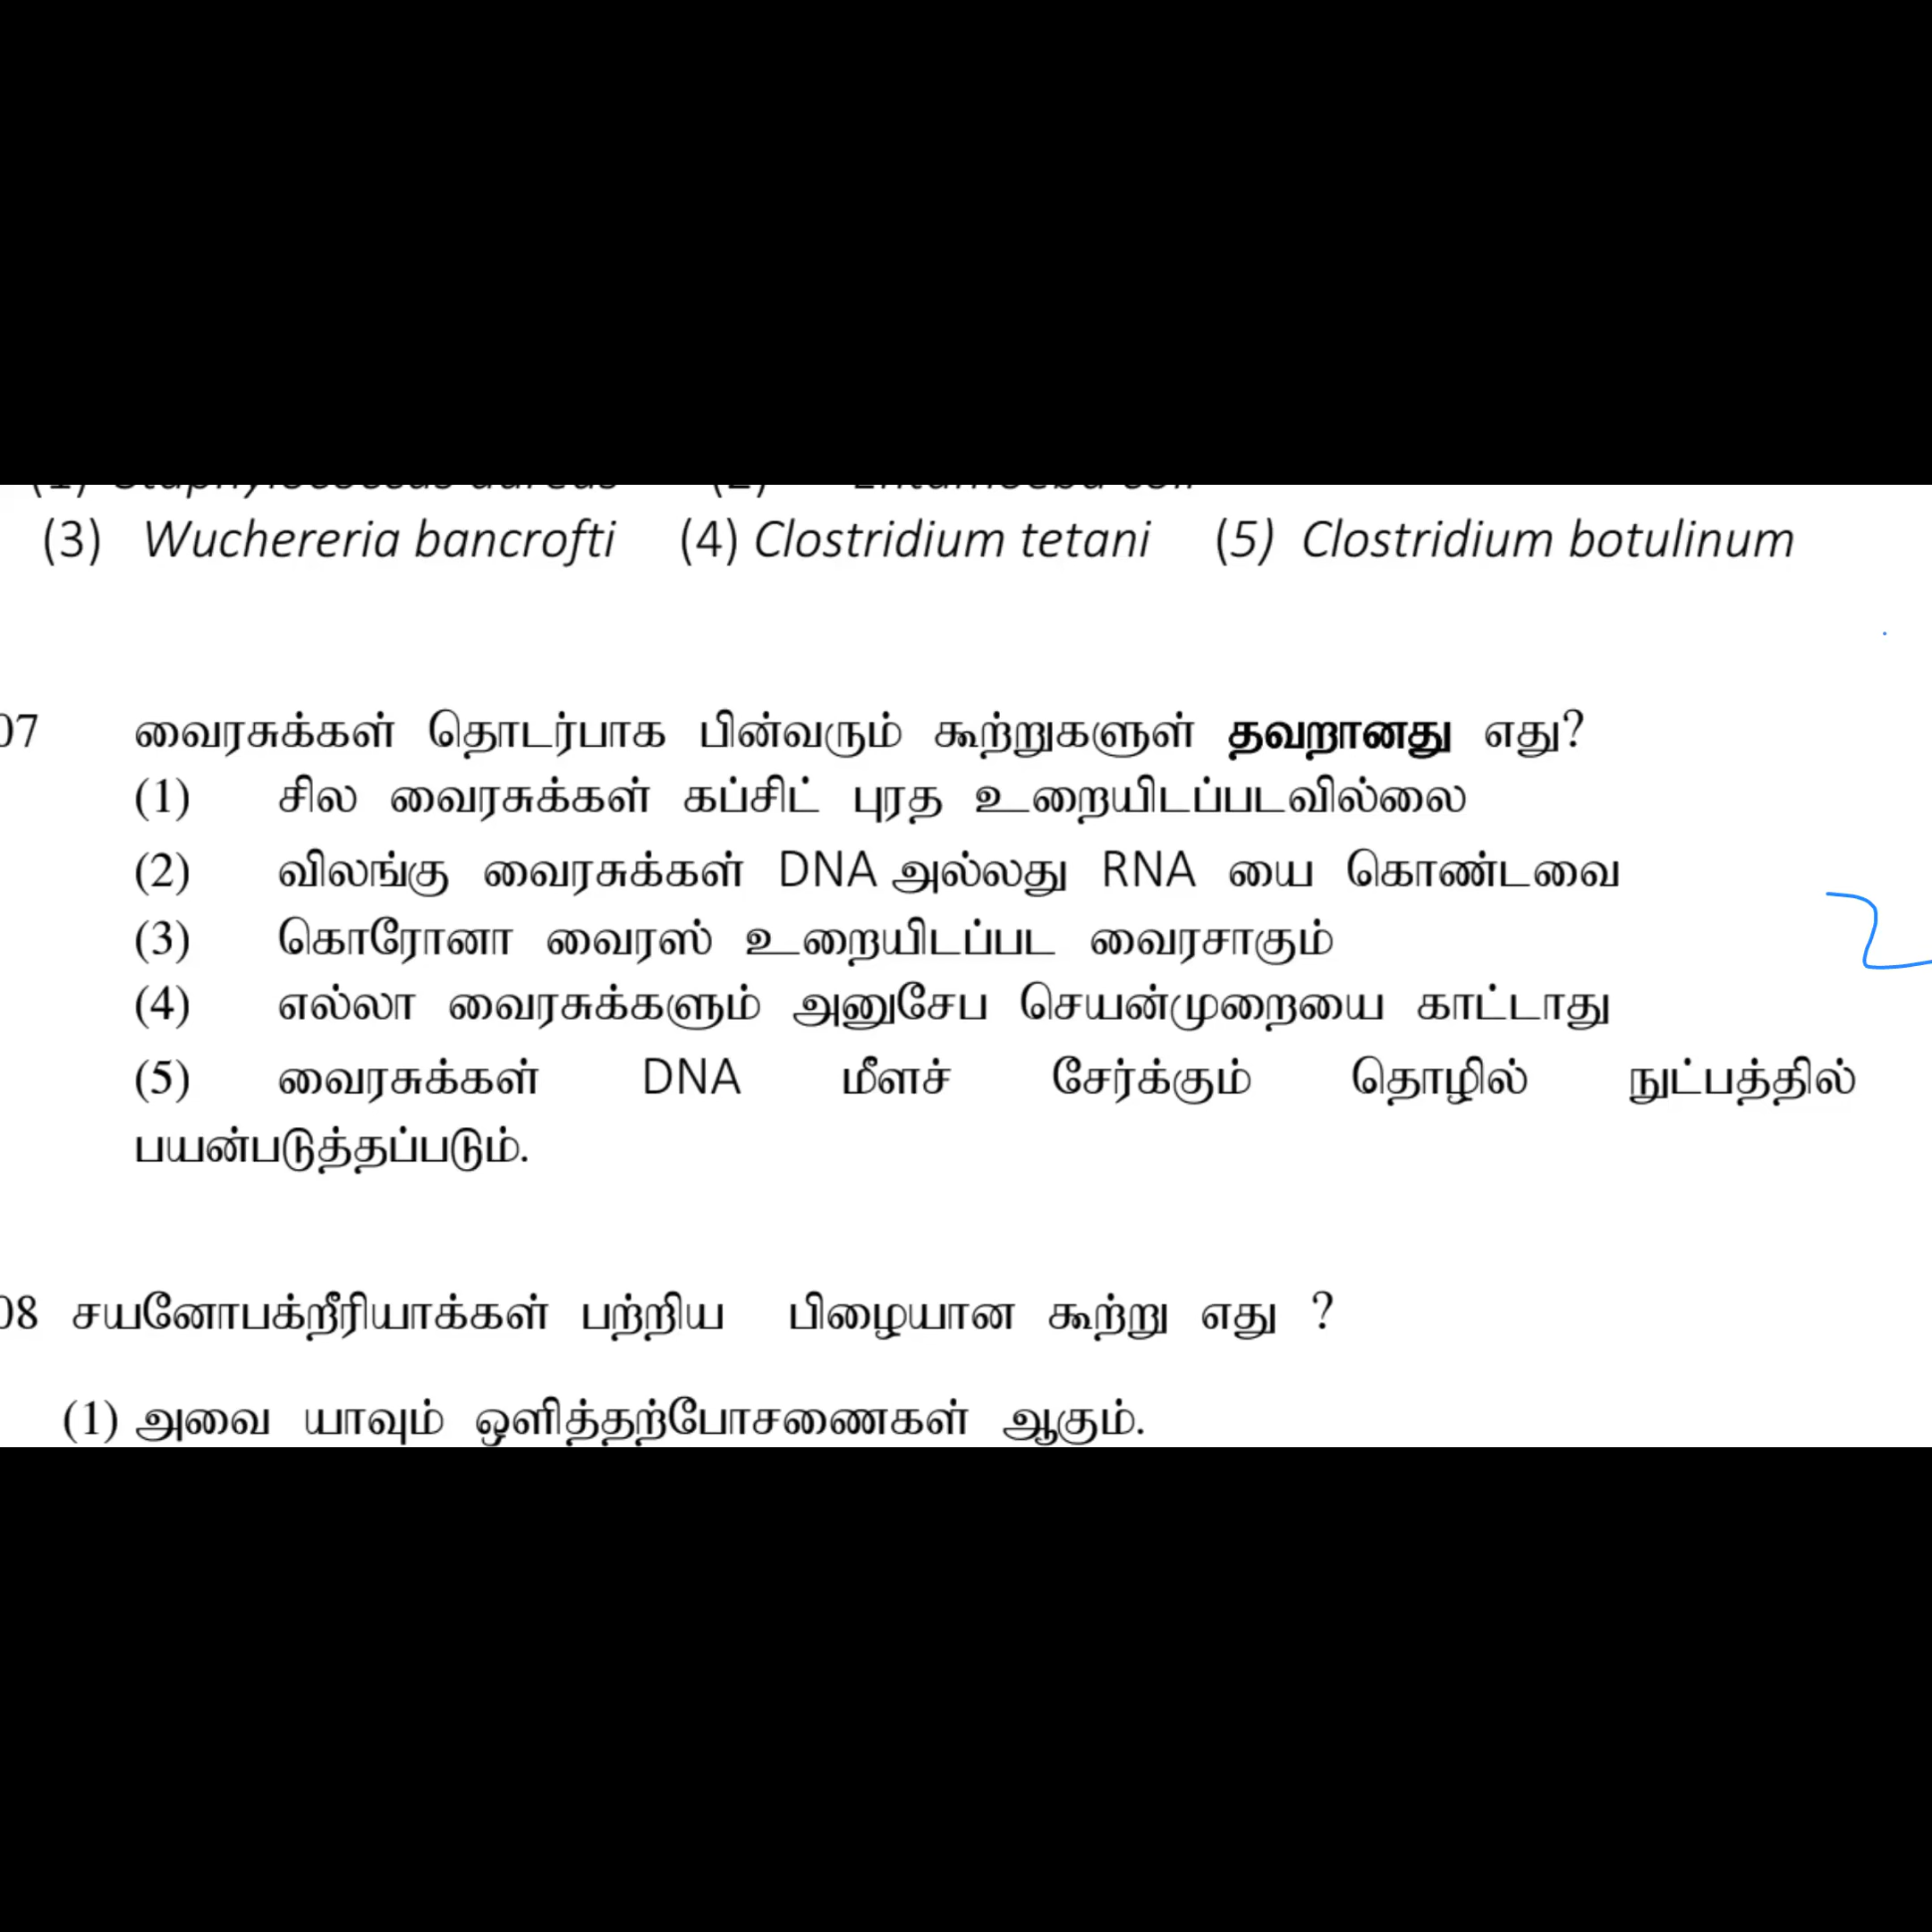 (3) Wuchereria bancrofti (4) Clostridium tetani (5) Clostridium botulinum
07 வைரசுக்கள் தொடர்பாக பின்வரும் கூற்றுகளுள் தவறானது எது?
(1) சில வைரசுக்கள் கப்சிட் புரத உறையிடப்படவில்லை
(2) விலங்கு வைரசுக்கள் DNA அல்லது RNA யை கொண்டவை
(3) கொரோனா வைரஸ் உறையிடப்பட வைரசாகும்
(4) எல்லா வைரசுக்களும் அனுசேப செயன்முறையை காட்டாது
(5) வைரசுக்கள் DNA மீளச் சேர்க்கும் தொழில் நுட்பத்தில்
பயன்படுத்தப்படும்.
08 சயனோபக்றீரியாக்கள் பற்றிய பிழையான கூற்று எது ?
(1) அவை யாவும் ஒளித்தற்போசணைகள் ஆகும்.